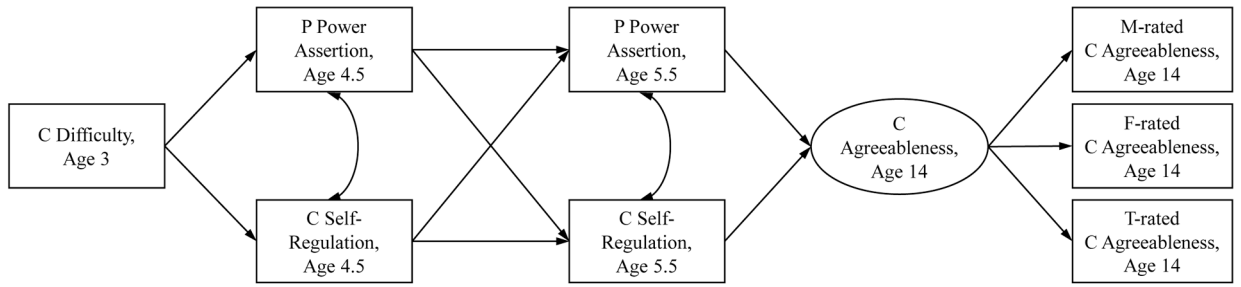 C Difficulty,
Age 3
P Power
Assertion,
Age 4.5
C Self-
Regulation,
Age 4.5
P Power
Assertion,
Age 5.5
C Self-
Regulation,
Age 5.5
C
Agreeableness,
Age 14
M-rated
C Agreeableness,
Age 14
F-rated
C Agreeableness,
Age 14
T-rated
C Agreeableness,
Age 14